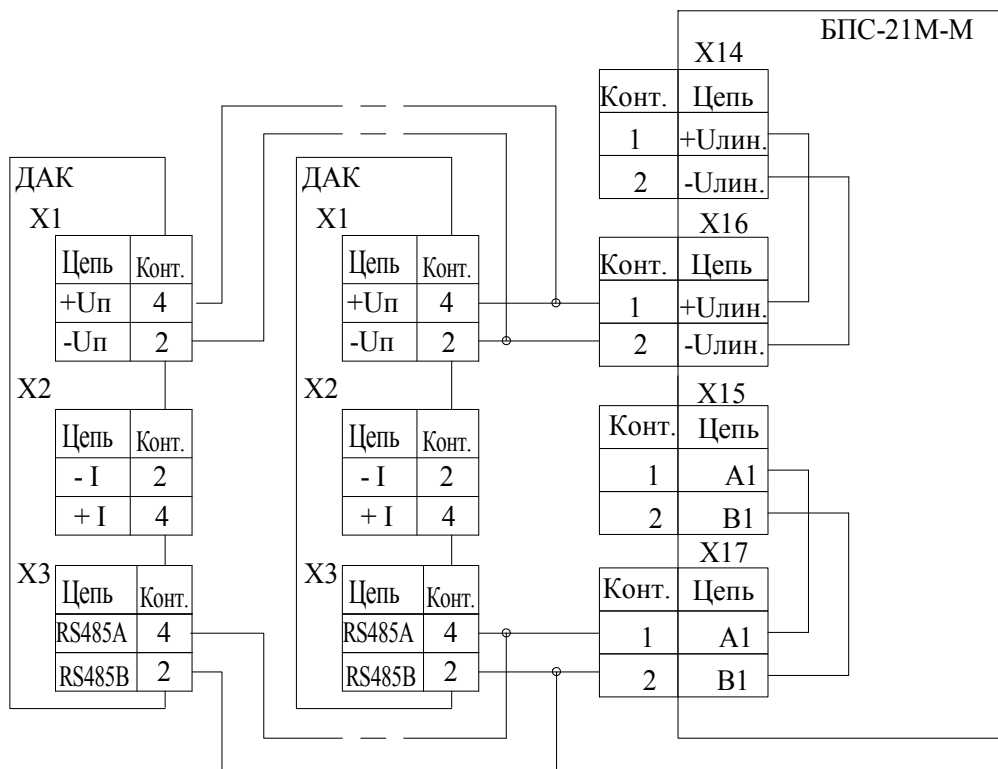 БПС-21М-М
X14
Конт. Цепь
1 +Uлин.
2 -Uлин.
X16
Конт. Цепь
1 +Uлин.
2 -Uлин.
X15
Конт. Цепь
1 A1
2 B1
X17
Конт. Цепь
1 A1
2 B1
ДАК
X1
Цепь Конт.
+Uп 4
-Uп 2
X2
Цепь Конт.
- I 2
+ I 4
X3
Цепь Конт.
RS485A 4
RS485B 2
ДАК
X1
Цепь Конт.
+Uп 4
-Uп 2
X2
Цепь Конт.
- I 2
+ I 4
X3
Цепь Конт.
RS485A 4
RS485B 2